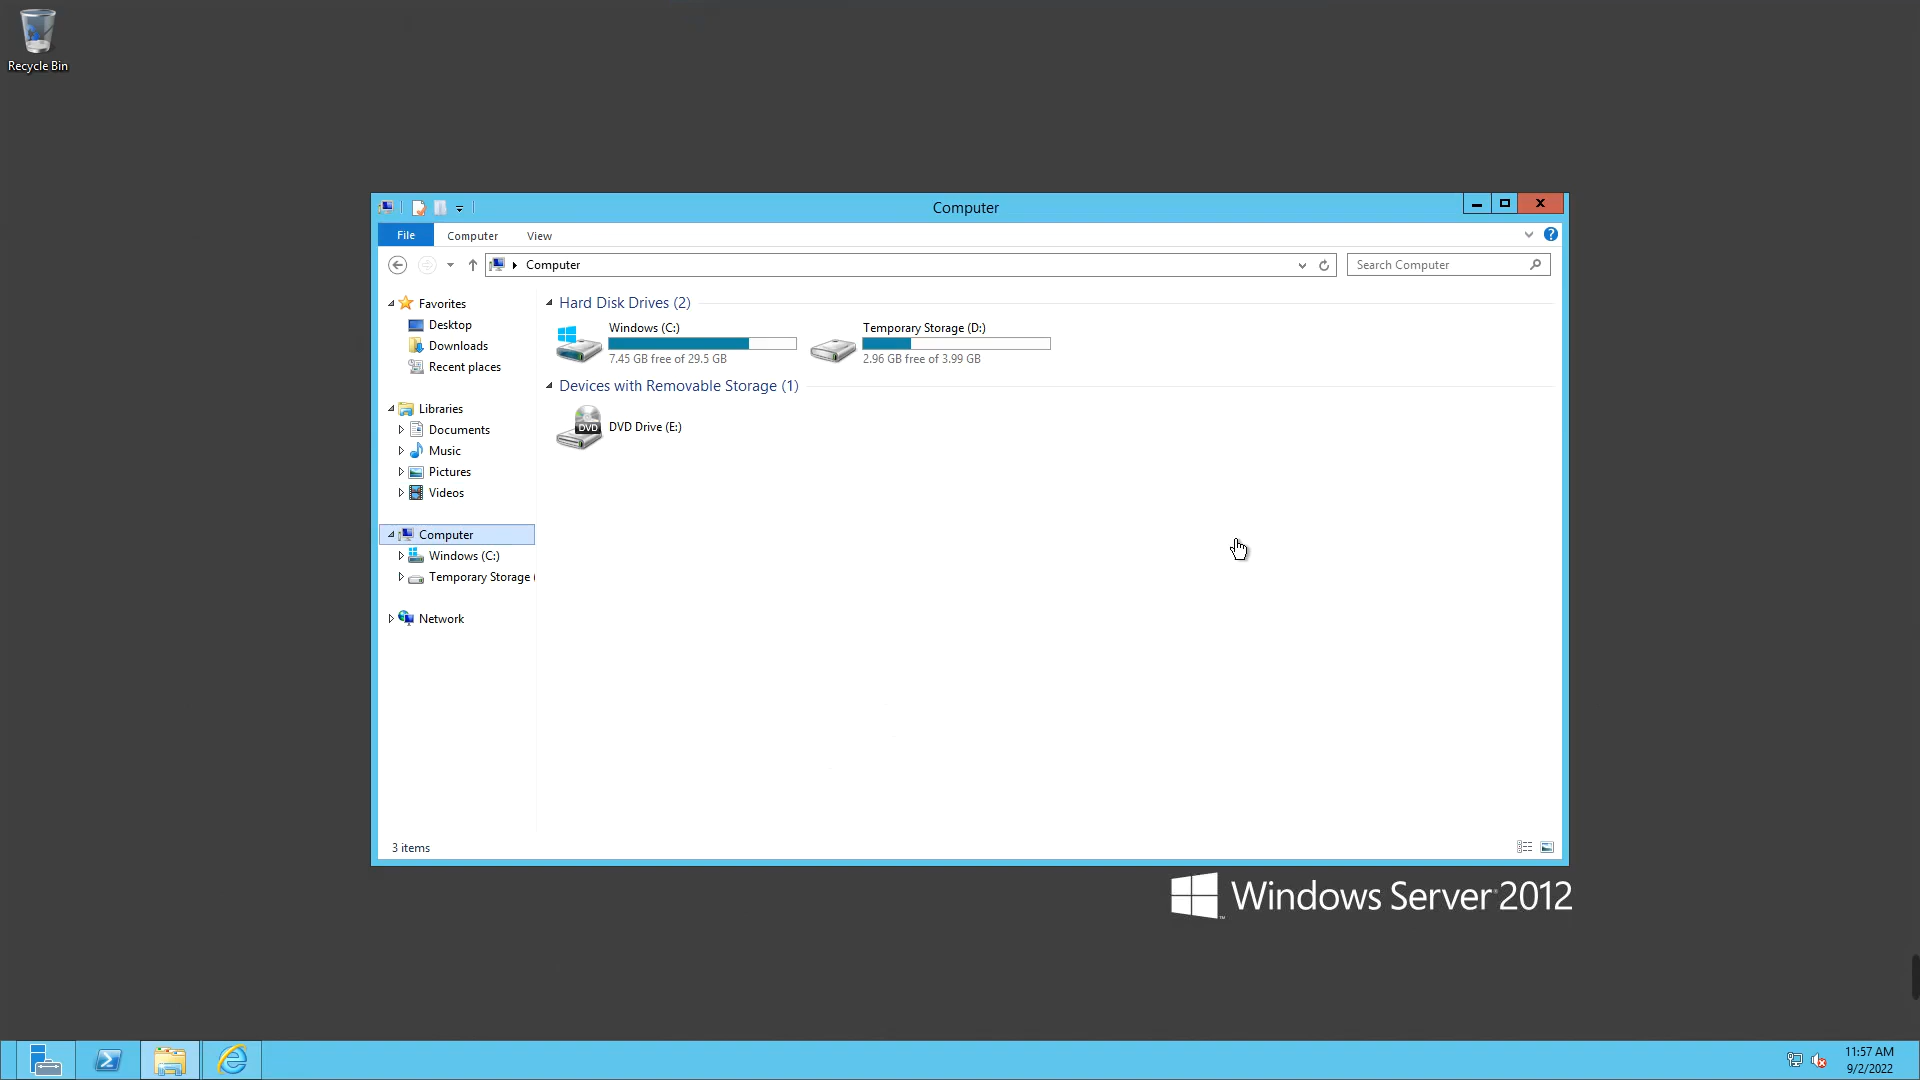 Recycle Bin
Computer
File
Computer
View
Computer
Search Computer
Favorites
Desktop
Downloads
Recent places
Libraries
Documents
Music
Pictures
Videos
Computer
Windows (C:)
Temporary Storage (
Network
Hard Disk Drives (2)
Windows (C:)
7.45 GB free of 29.5 GB
Temporary Storage (D:)
2.96 GB free of 3.99 GB
Devices with Removable Storage (1)
DVD
DVD Drive (E:)
3 items
Windows Server 2012
11:57 AM
9/2/2022